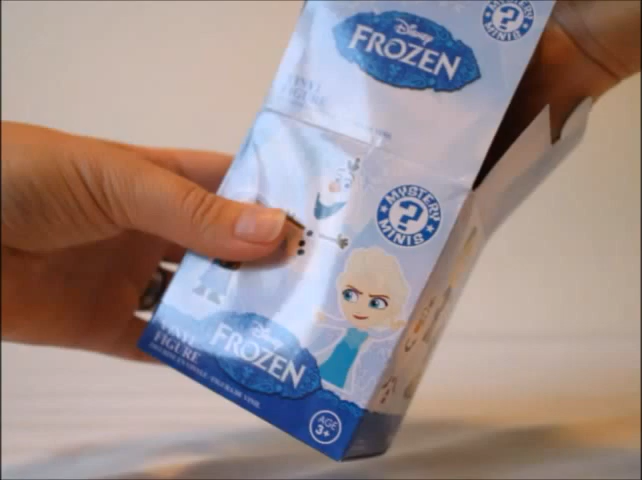 MYSTERY
?
MINIS
Disney
FROZEN
VINYL
FIGURE
MYSTERY
?
MINIS
Disney
FROZEN
VINYL
FIGURE
AGE
3+